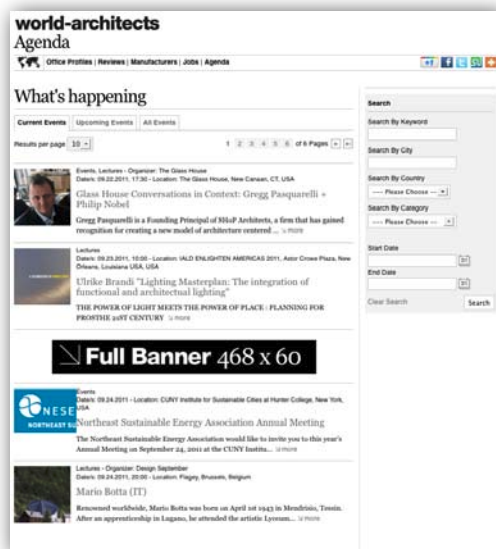 world-architects
Agenda
Office Profiles | Reviews | Manufacturers | Jobs | Agenda
What's happening
Current Events
Upcoming Events
All Events
Results per page 10
1 2 3 4 5 6 of 6 Pages
Events, Lectures - Organizer: The Glass House
Date/s: 09.22.2011, 17:30 - Location: The Glass House, New Canaan, CT, USA
Glass House Conversations in Context: Gregg Pasquarelli +
Philip Nobel
Gregg Pasquarelli is a Founding Principal of SHoP Architects, a firm that has gained
recognition for creating a new model of architecture centered ... more
Lectures
Date/s: 09.23.2011, 10:00 - Location: IALD ENLIGHTEN AMERICAS 2011, Astor Crowe Plaza, New
Orleans, Louisiana USA, USA
Ulrike Brandi "Lighting Masterplan: The integration of
functional and architectual lighting"
THE POWER OF LIGHT MEETS THE POWER OF PLACE : PLANNING FOR
PROSTHE 21ST CENTURY more
Full Banner 468 x 60
NESE
NORTHEAST SU
Events
Date/s: 09.24.2011 - Location: CUNY Institute for Sustainable Cities at Hunter College, New York,
USA
Northeast Sustainable Energy Association Annual Meeting
The Northeast Sustainable Energy Association would like to invite you to this year's
Annual Meeting on September 24, 2011 at the CUNY Institu... more
Lectures - Organizer: Design September
Date/s: 09.24.2011, 20:00 - Location: Flagey, Brussels, Belgium
Mario Botta (IT)
Renowned worldwide, Mario Botta was born on April 1st 1943 in Mendrisio, Tessin.
After an apprenticeship in Lugano, he attended the artistic Lyceum... more
Search
Search By Keyword
Search By City
Search By Country
--- Please Choose ---
Search By Category
--- Please Choose ---
Start Date
End Date
Clear Search
Search